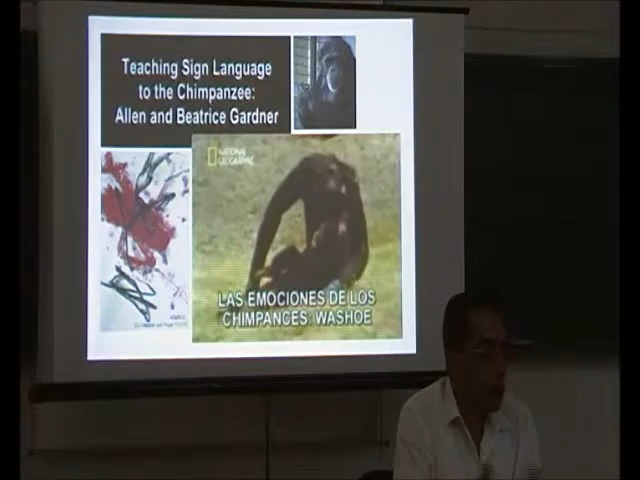 Teaching Sign Language
to the Chimpanzee:
Allen and Beatrice Gardner
NATIONAL
GEOGRAPHIC
LAS EMOCIONES DE LOS
CHIMPANCES: WASHOE